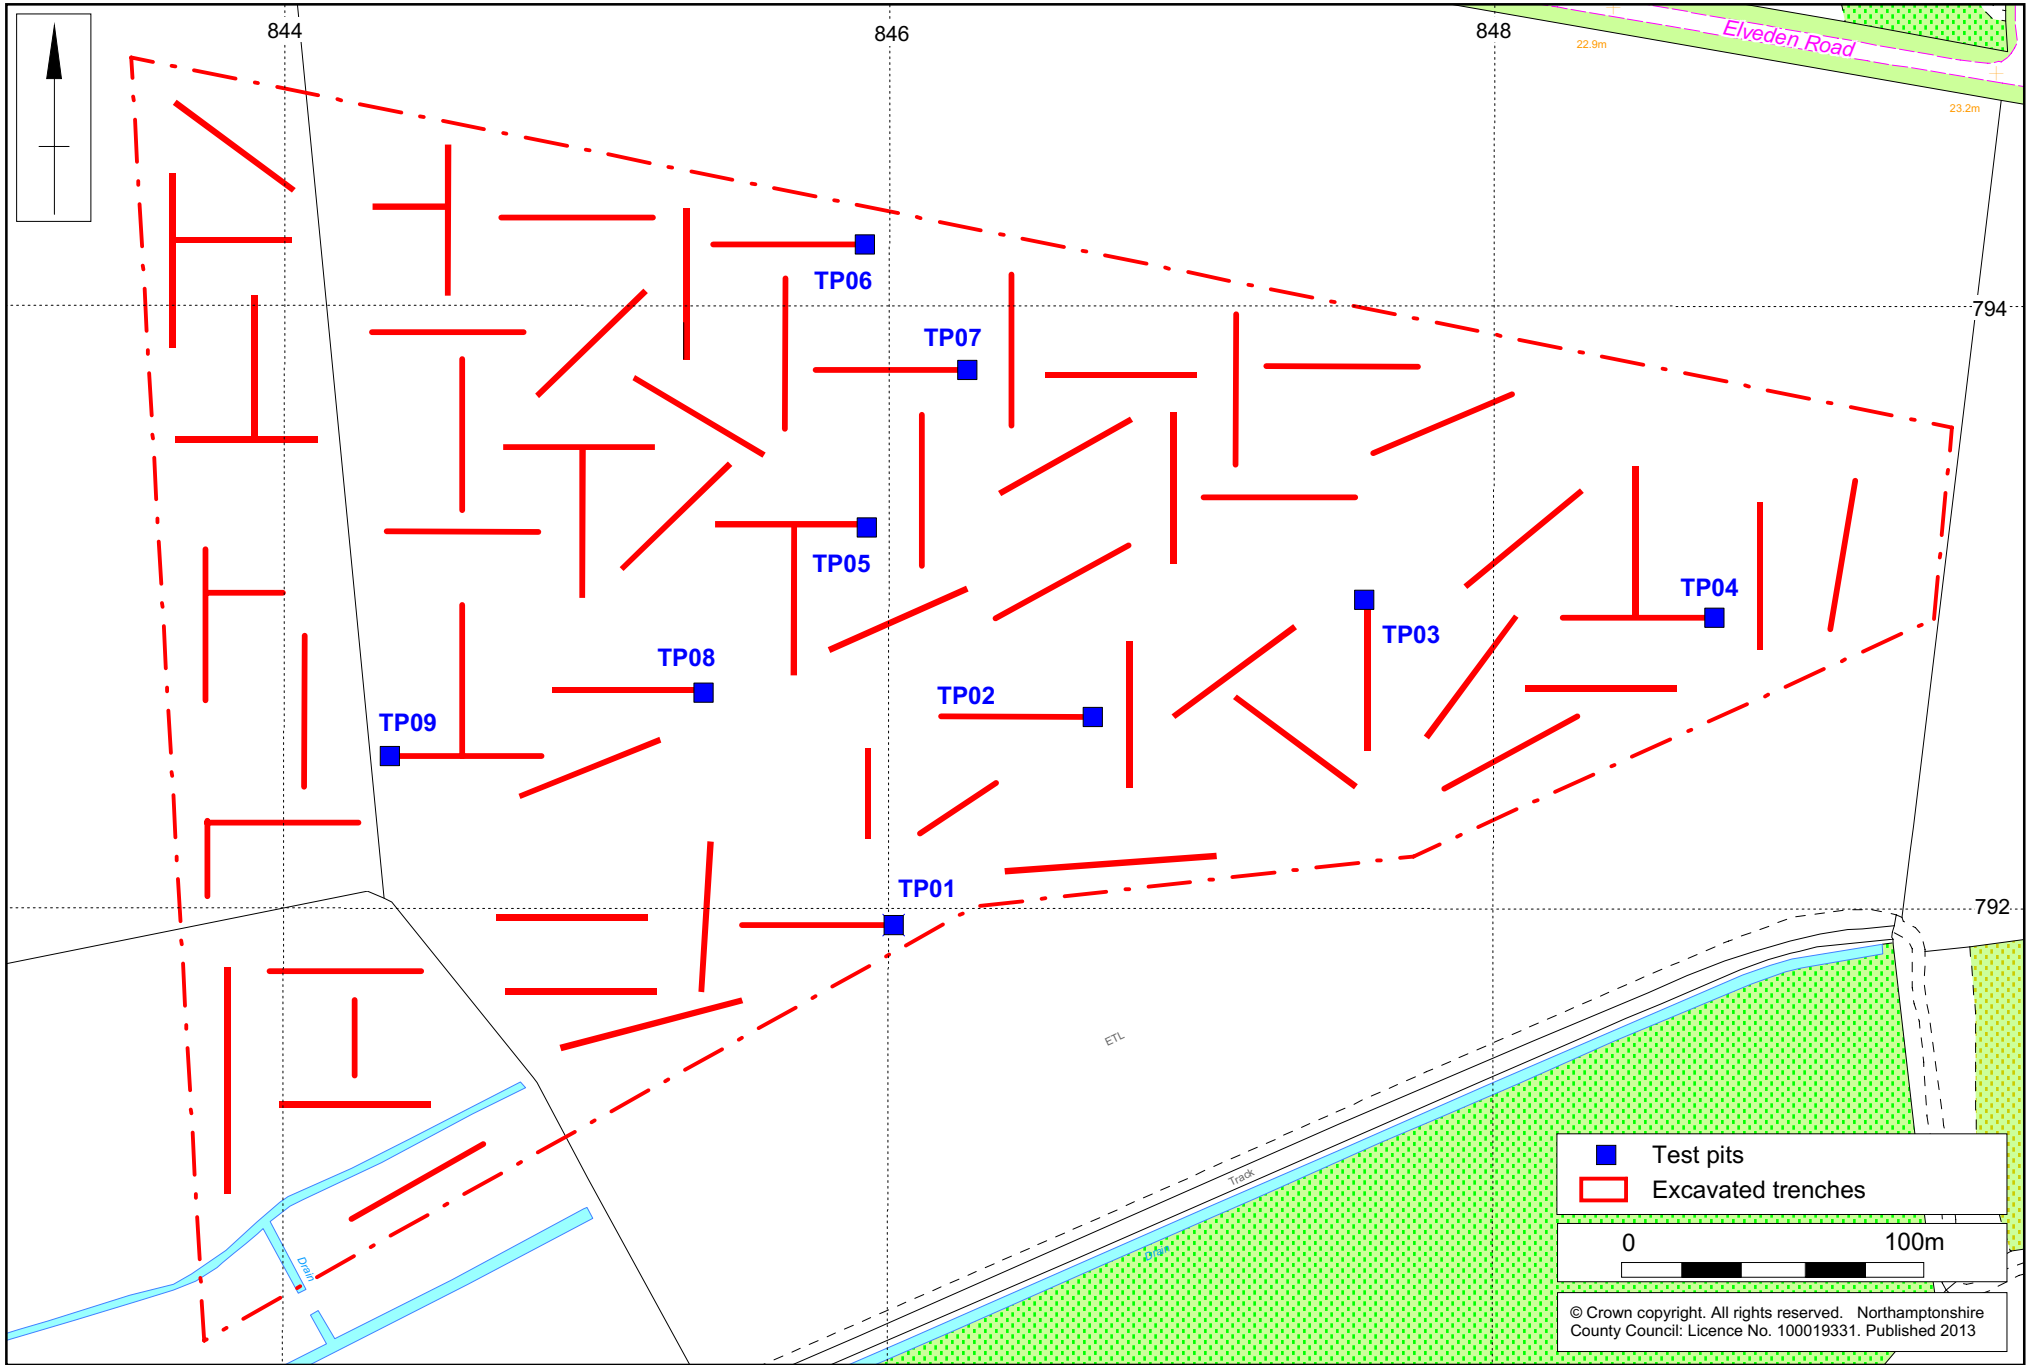 844
846
848
Elveden Road
22.9m
23.2m
TP06
794
TP07
TP05
TP04
TP03
TP08
TP02
TP09
TP01
792
ETL
Track
Drain
Drain
Test pits
Excavated trenches
0 100m
© Crown copyright. All rights reserved. Northamptonshire
County Council: Licence No. 100019331. Published 2013